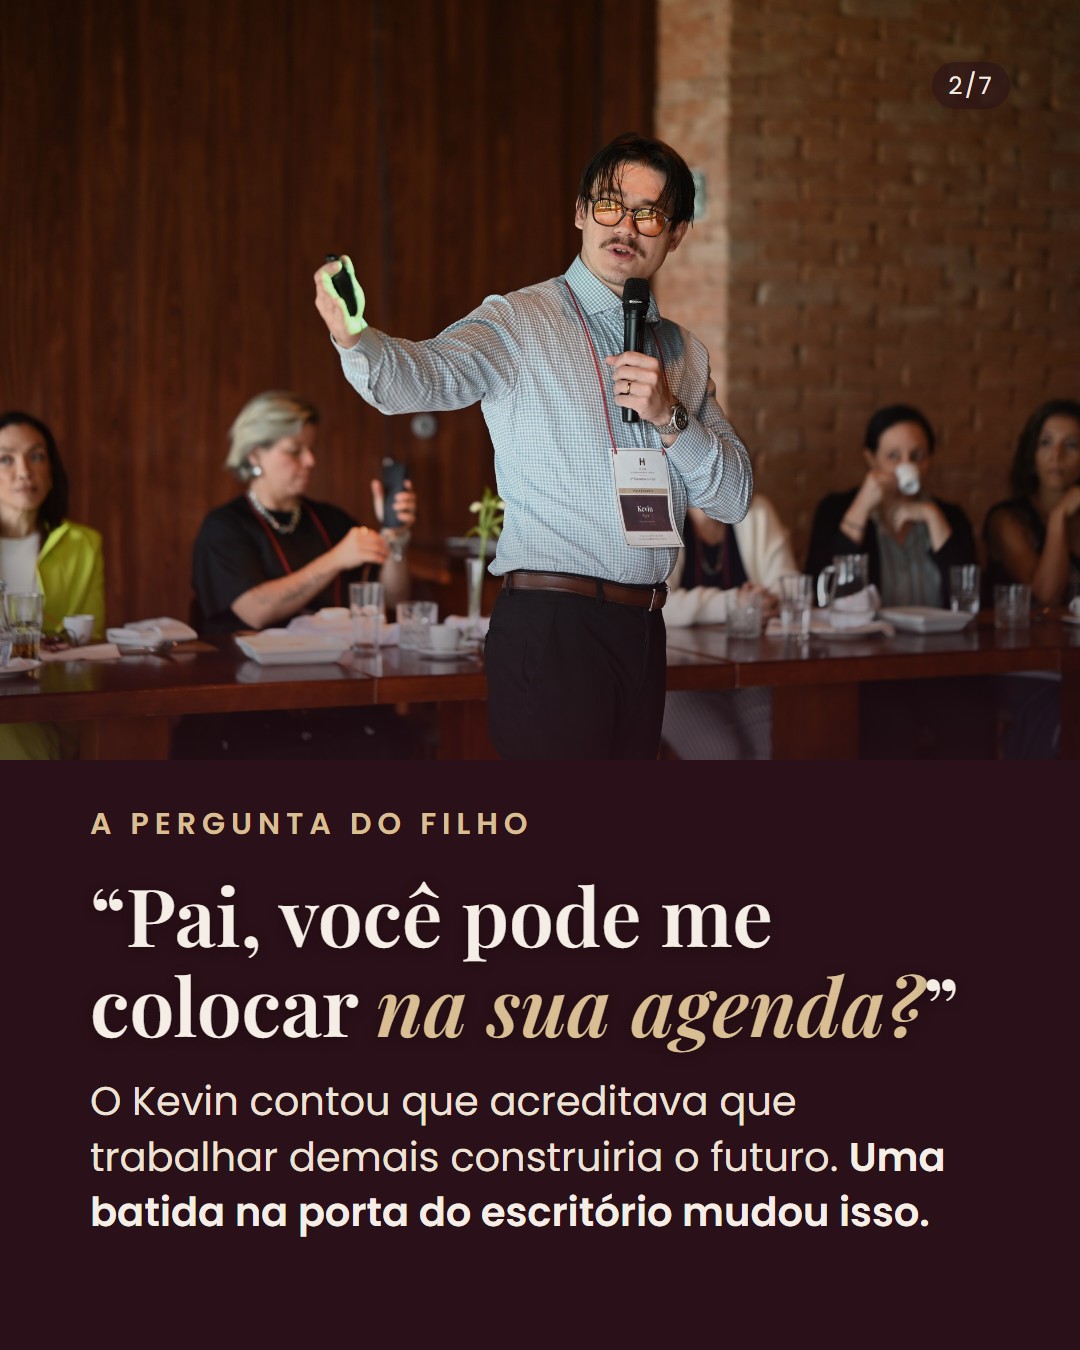 2/7
H
Kevin
A PERGUNTA DO FILHO
“Pai, você pode me
colocar na sua agenda?”
O Kevin contou que acreditava que
trabalhar demais construiria o futuro. Uma
batida na porta do escritório mudou isso.